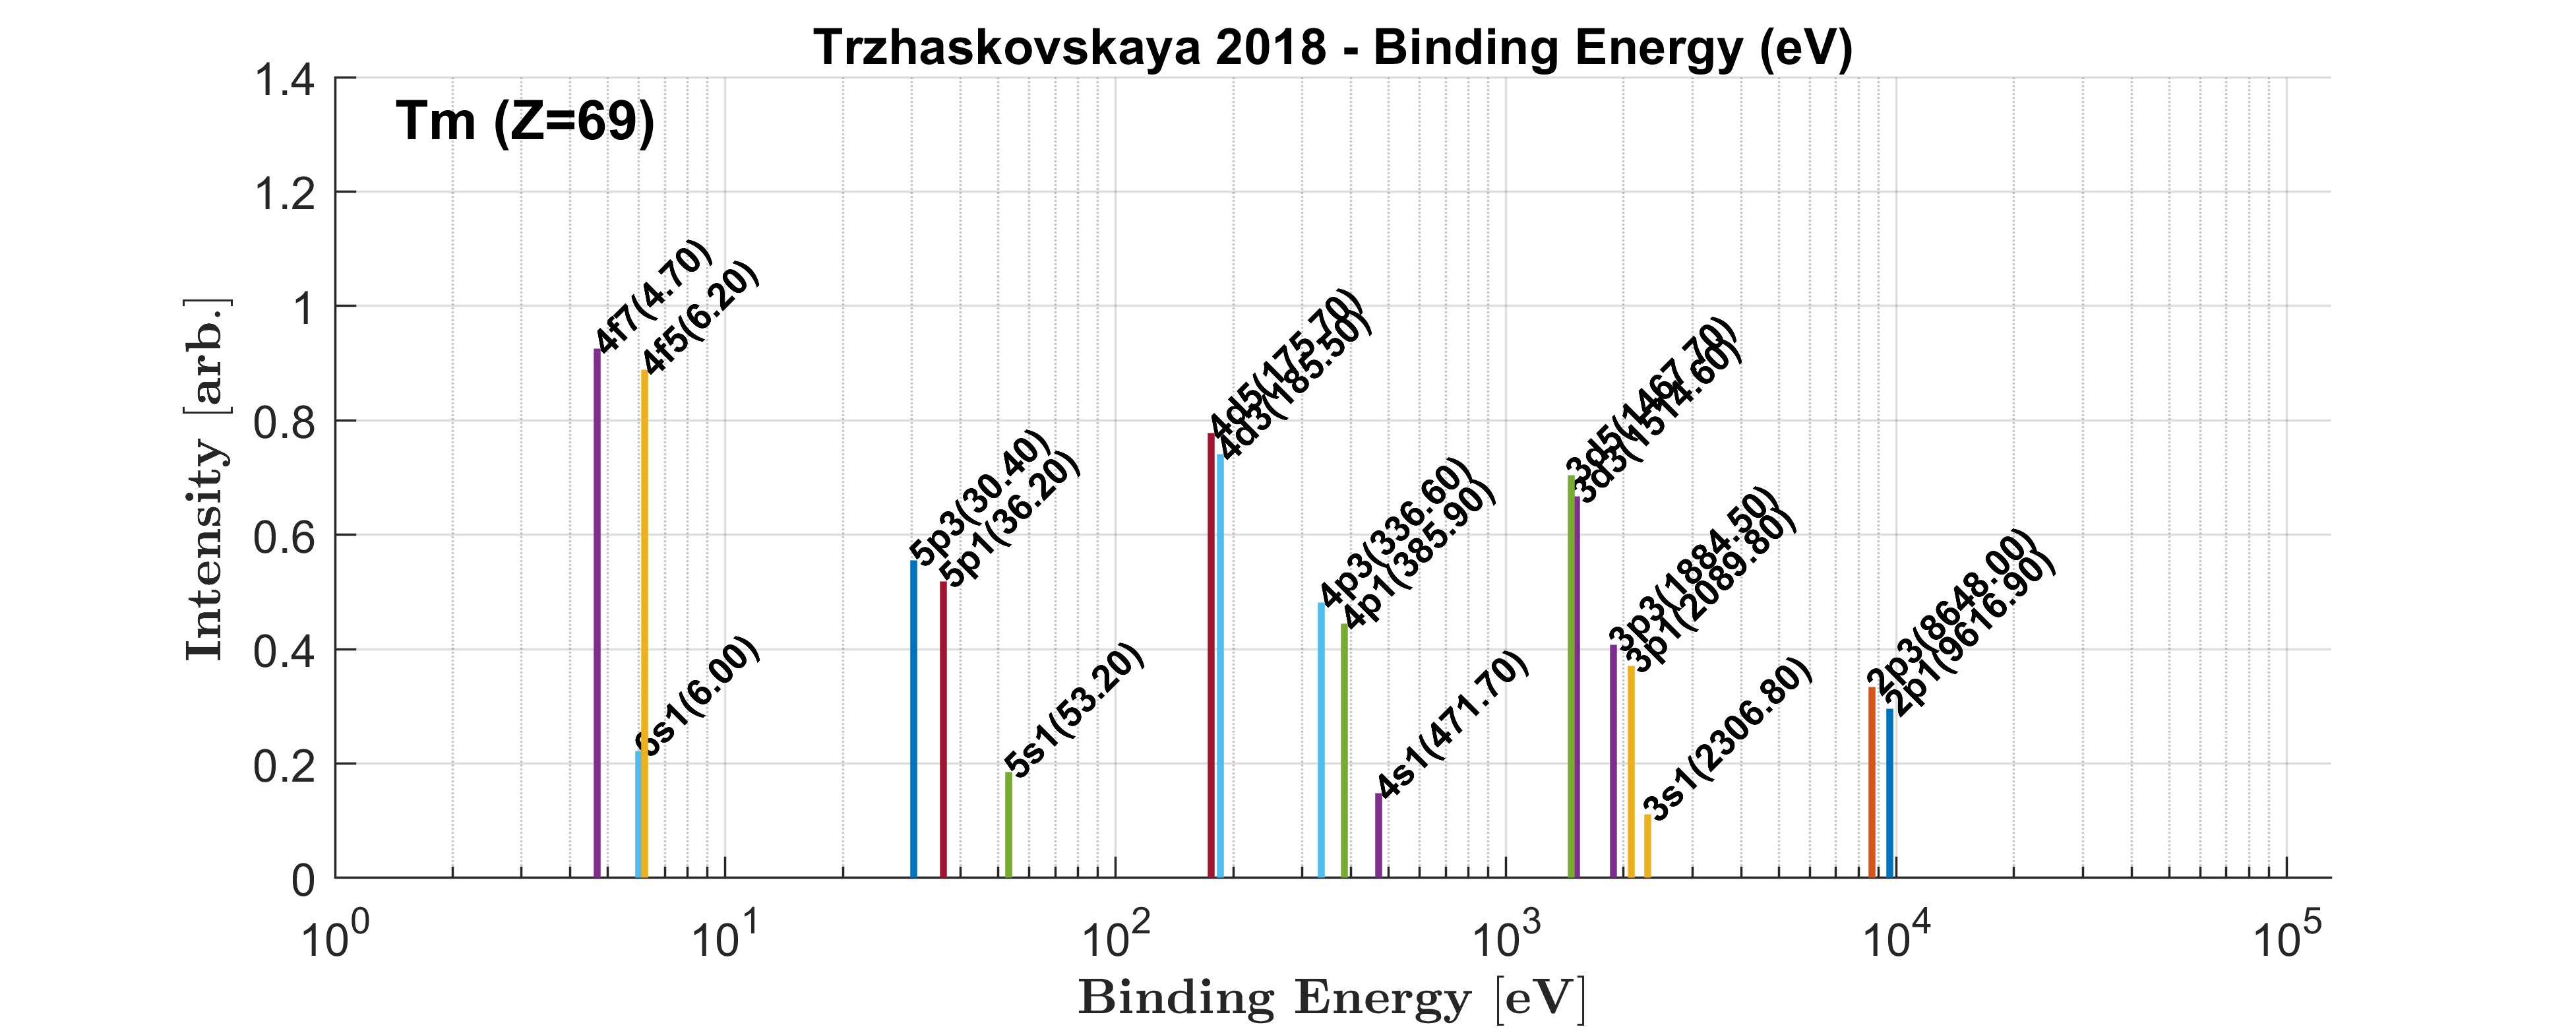 Trzhaskovskaya 2018 - Binding Energy (eV)
Tm (Z=69)
1.4
1.2
1
0.8
0.6
0.4
0.2
0
Intensity [arb.]
4f7(4.70)
4f5(6.20)
6s1(6.00)
5p3(30.40)
5p1(36.20)
5s1(53.20)
4d5(175.70)
4d3(185.50)
4p3(336.60)
4p1(385.90)
4s1(471.70)
3d5(1467.70)
3d3(1514.60)
3p3(1884.50)
3p1(2089.80)
3s1(2306.80)
2p3(8648.00)
2p1(9616.90)
10^0
10^1
10^2
10^3
10^4
10^5
Binding Energy [eV]